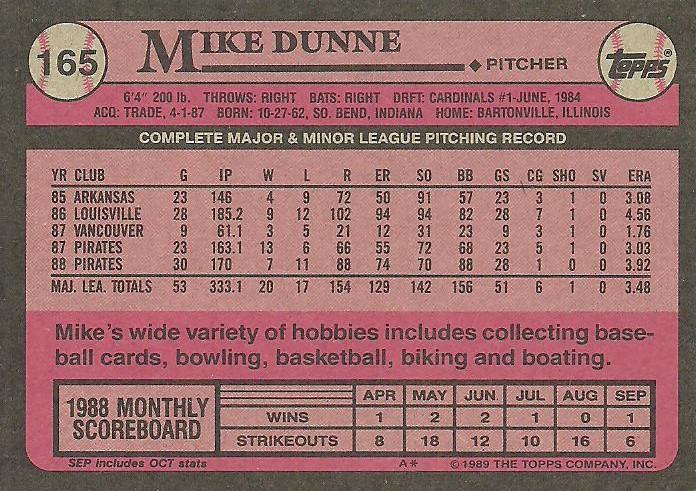 165
MIKE DUNNE
PITCHER
TOPPS®
6'4" 200 lb. THROWS: RIGHT BATS: RIGHT DRFT: CARDINALS #1-JUNE, 1984
ACQ: TRADE, 4-1-87 BORN: 10-27-62, SO. BEND, INDIANA HOME: BARTONVILLE, ILLINOIS
COMPLETE MAJOR & MINOR LEAGUE PITCHING RECORD
YR CLUB G IP W L R ER SO BB GS CG SHO SV ERA
85 ARKANSAS 23 146 4 9 72 50 91 57 23 3 1 0 3.08
86 LOUISVILLE 28 185.2 9 12 102 94 94 82 28 7 1 0 4.56
87 VANCOUVER 9 61.1 3 5 21 12 31 23 9 3 1 0 1.76
87 PIRATES 23 163.1 13 6 66 55 72 68 23 5 1 0 3.03
88 PIRATES 30 170 7 11 88 74 70 88 28 1 0 0 3.92
MAJ. LEA. TOTALS 53 333.1 20 17 154 129 142 156 51 6 1 0 3.48
Mike's wide variety of hobbies includes collecting base-
ball cards, bowling, basketball, biking and boating.
1988 MONTHLY
SCOREBOARD
APR MAY JUN JUL AUG SEP
WINS 1 2 2 1 0 1
STRIKEOUTS 8 18 12 10 16 6
SEP includes OCT stats A* © 1989 THE TOPPS COMPANY, INC.